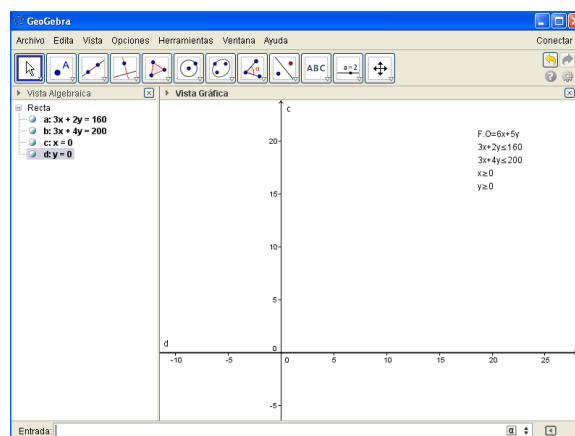 GeoGebra
Archivo Edita Vista Opciones Herramientas Ventana Ayuda
Conectar
A
α
ABC
a=2
Vista Algebraica
Vista Gráfica
Recta
a: 3x + 2y = 160
b: 3x + 4y = 200
c: x = 0
d: y = 0
c
F.O=6x+5y
3x+2y≤160
3x+4y≤200
x≥0
y≥0
20
15
10
5
0
-5
d
-10 -5 0 5 10 15 20 25
Entrada:
α